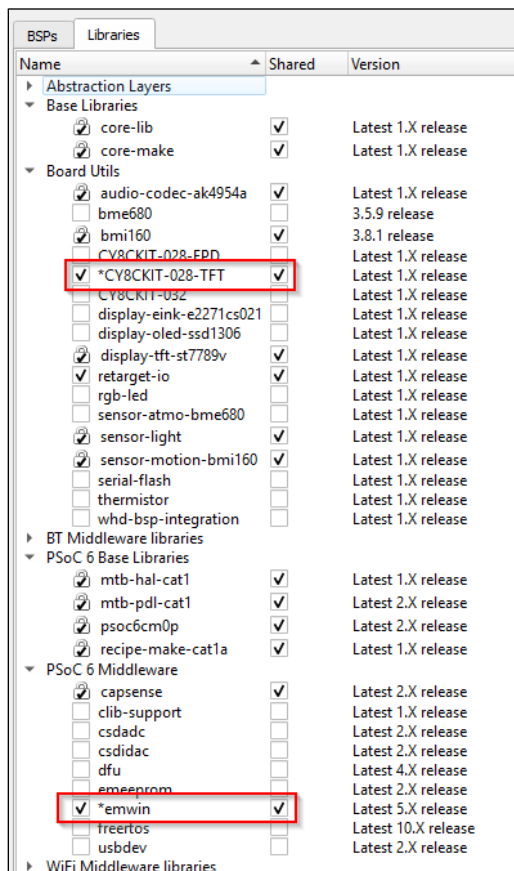 BSPs Libraries
Name Shared Version
Abstraction Layers
Base Libraries
core-lib Latest 1.X release
core-make Latest 1.X release
Board Utils
audio-codec-ak4954a Latest 1.X release
bme680 3.5.9 release
bmi160 3.8.1 release
CY8CKIT-028-EPD Latest 1.X release
*CY8CKIT-028-TFT Latest 1.X release
CY8CKIT-032 Latest 1.X release
display-eink-e2271cs021 Latest 1.X release
display-oled-ssd1306 Latest 1.X release
display-tft-st7789v Latest 1.X release
retarget-io Latest 1.X release
rgb-led Latest 1.X release
sensor-atmo-bme680 Latest 1.X release
sensor-light Latest 1.X release
sensor-motion-bmi160 Latest 1.X release
serial-flash Latest 1.X release
thermistor Latest 1.X release
whd-bsp-integration Latest 1.X release
BT Middleware libraries
PSoC 6 Base Libraries
mtb-hal-cat1 Latest 1.X release
mtb-pdl-cat1 Latest 2.X release
psoc6cm0p Latest 2.X release
recipe-make-cat1a Latest 1.X release
PSoC 6 Middleware
capsense Latest 2.X release
clib-support Latest 1.X release
csdadc Latest 2.X release
csdidac Latest 2.X release
dfu Latest 4.X release
emeeprom Latest 2.X release
*emwin Latest 5.X release
freertos Latest 10.X release
usbdev Latest 2.X release
WiFi Middleware libraries